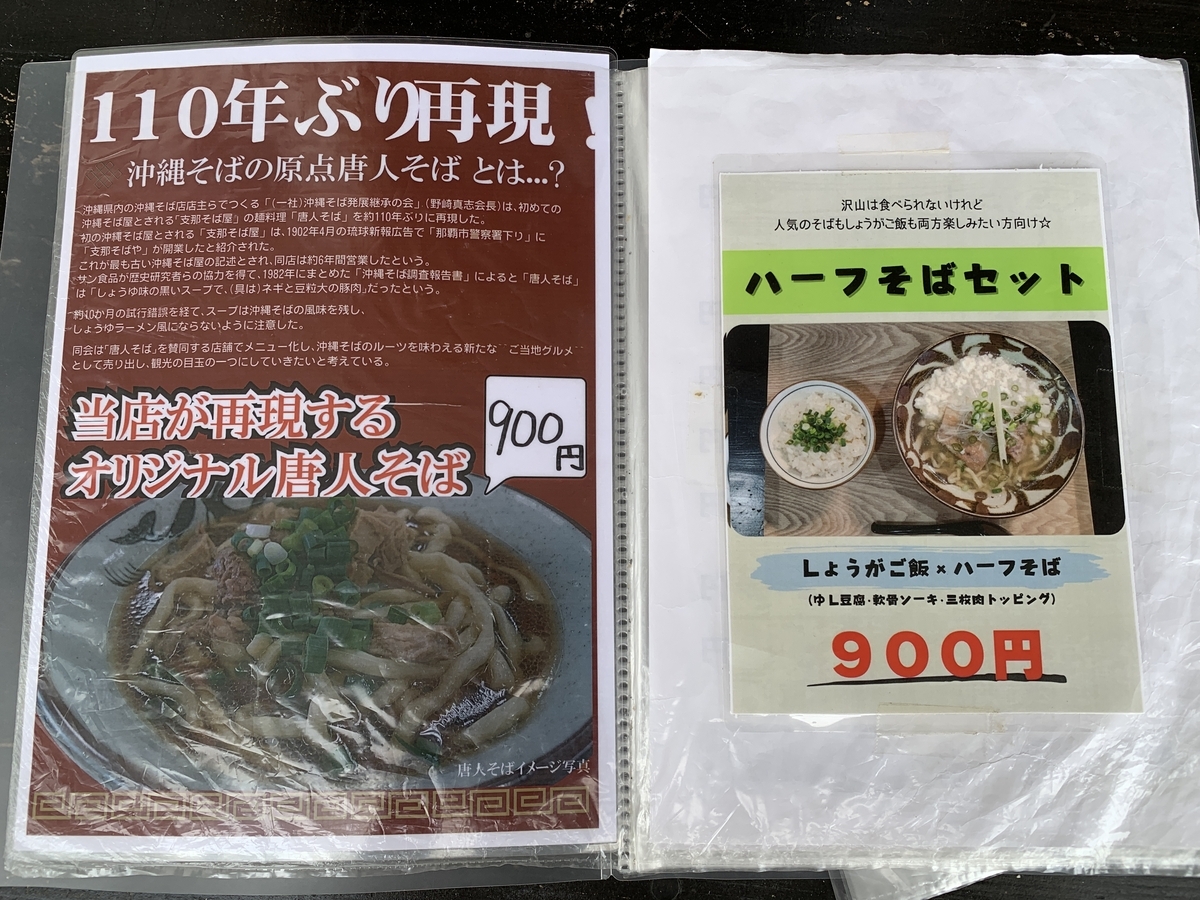 110年ぶり再現！
沖縄そばの原点唐人そば とは…?
沖縄県内の沖縄そば店店主らでつくる「(一社)沖縄そば発展継承の会」(野崎真志会長)は、初めての
沖縄そば屋とされる「支那そば屋」の麺料理「唐人そば」を約110年ぶりに再現した。
初の沖縄そば屋とされる「支那そば屋」は、1902年4月の琉球新報広告で「那覇市警察署下り」に
「支那そばや」が開業したと紹介された。
これが最も古い沖縄そば屋の記述とされ、同店は約6年間営業したという。
サン食品が歴史研究者らの協力を得て、1982年にまとめた「沖縄そば調査報告書」によると「唐人そば」
は「しょうゆ味の黒いスープで、(具は)ネギと豆粒大の豚肉」だったという。
約10か月の試行錯誤を経て、スープは沖縄そばの風味を残し、
しょうゆラーメン風にならないように注意した。
同会は"唐人そば"を賛同する店舗でメニュー化し、沖縄そばのルーツを味わえる新たな"ご当地グルメ"
として売り出し、観光の目玉の一つにしていきたいと考えている。
当店が再現する
オリジナル唐人そば
900円
唐人そばイメージ写真
沢山は食べられないけれど
人気のそばもしょうがご飯も両方楽しみたい方向け☆
ハーフそばセット
しょうがご飯×ハーフそば
(ゆし豆腐・軟骨ソーキ・三枚肉トッピング)
900円